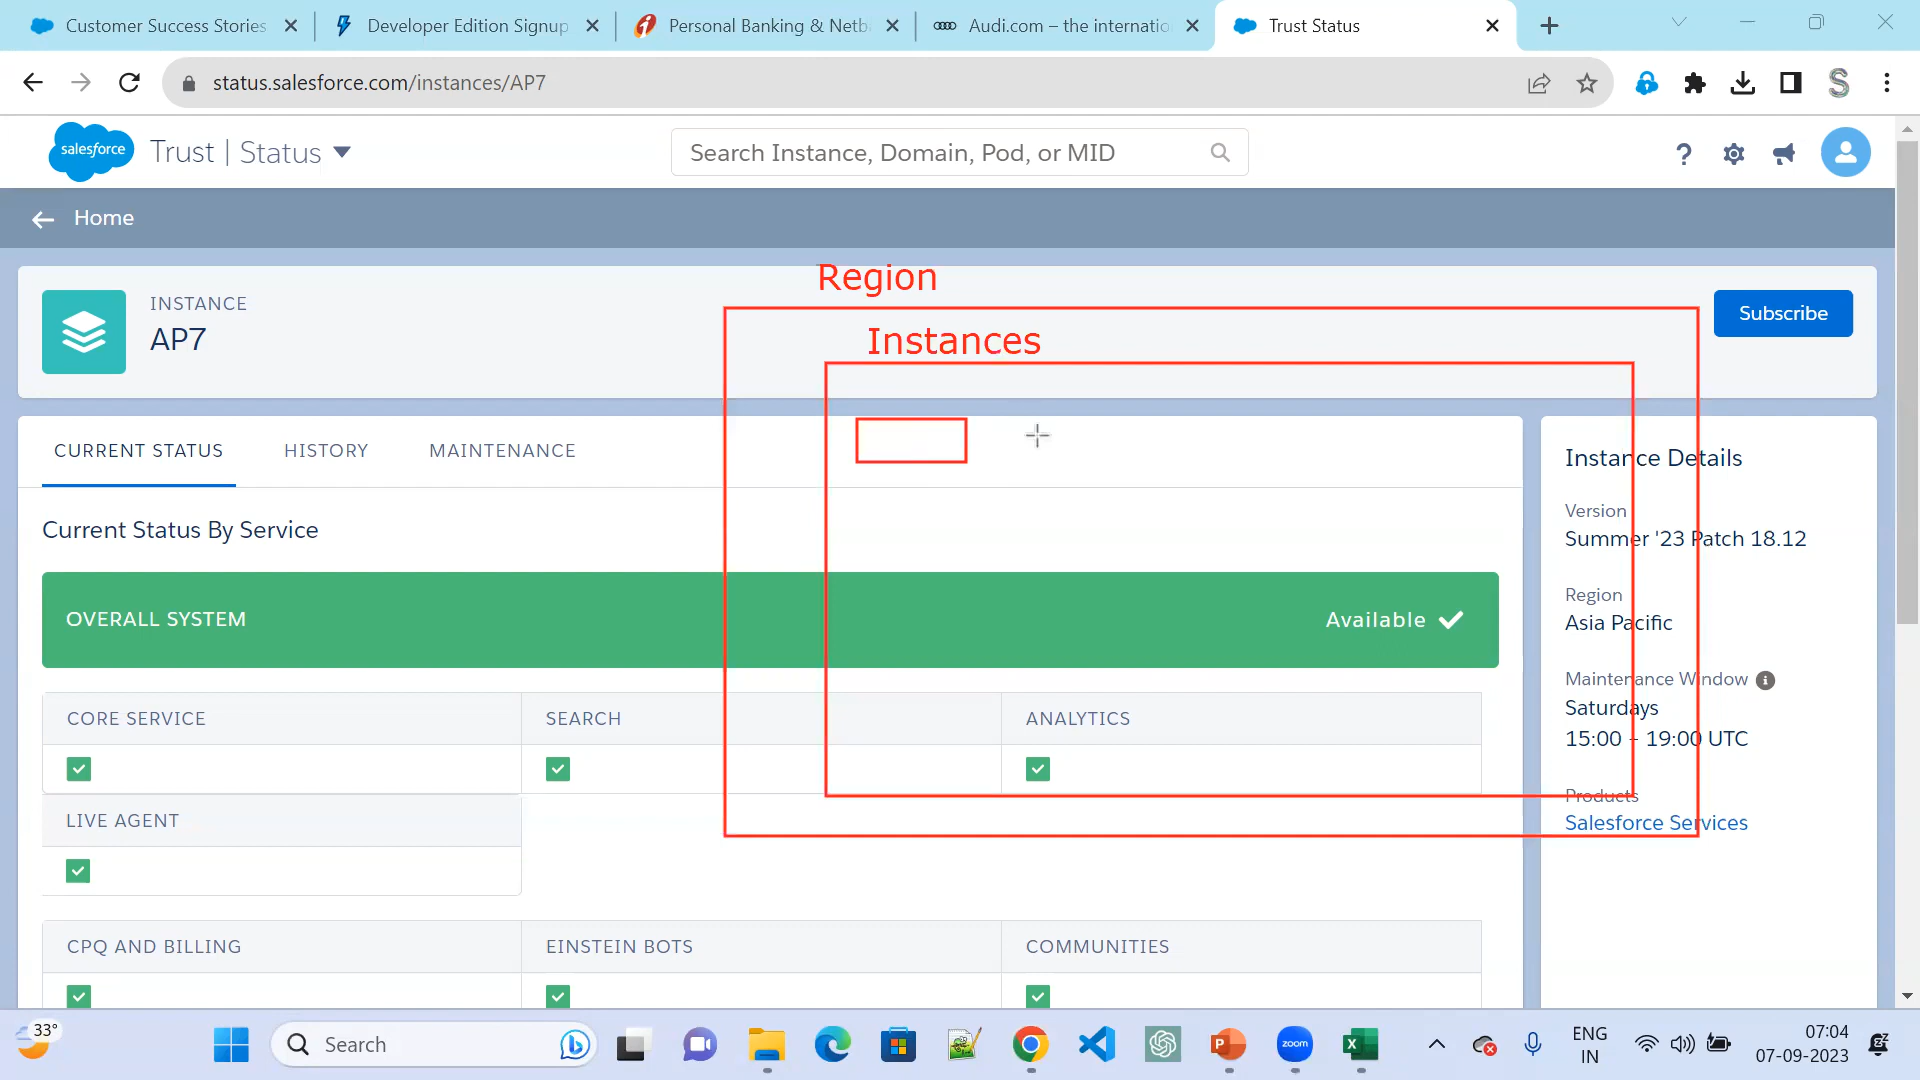 Customer Success Stories
Developer Edition Signup
Personal Banking & Netb
Audi.com – the internatio
Trust Status
status.salesforce.com/instances/AP7
salesforce
Trust | Status
Search Instance, Domain, Pod, or MID
Home
Region
INSTANCE
AP7
Subscribe
Instances
CURRENT STATUS
HISTORY
MAINTENANCE
Instance Details
Version
Summer '23 Patch 18.12
Region
Asia Pacific
Maintenance Window
Saturdays
15:00 – 19:00 UTC
Products
Salesforce Services
Current Status By Service
OVERALL SYSTEM
Available
CORE SERVICE
SEARCH
ANALYTICS
LIVE AGENT
CPQ AND BILLING
EINSTEIN BOTS
COMMUNITIES
33°
Search
zoom
ENG
IN
07:04
07-09-2023